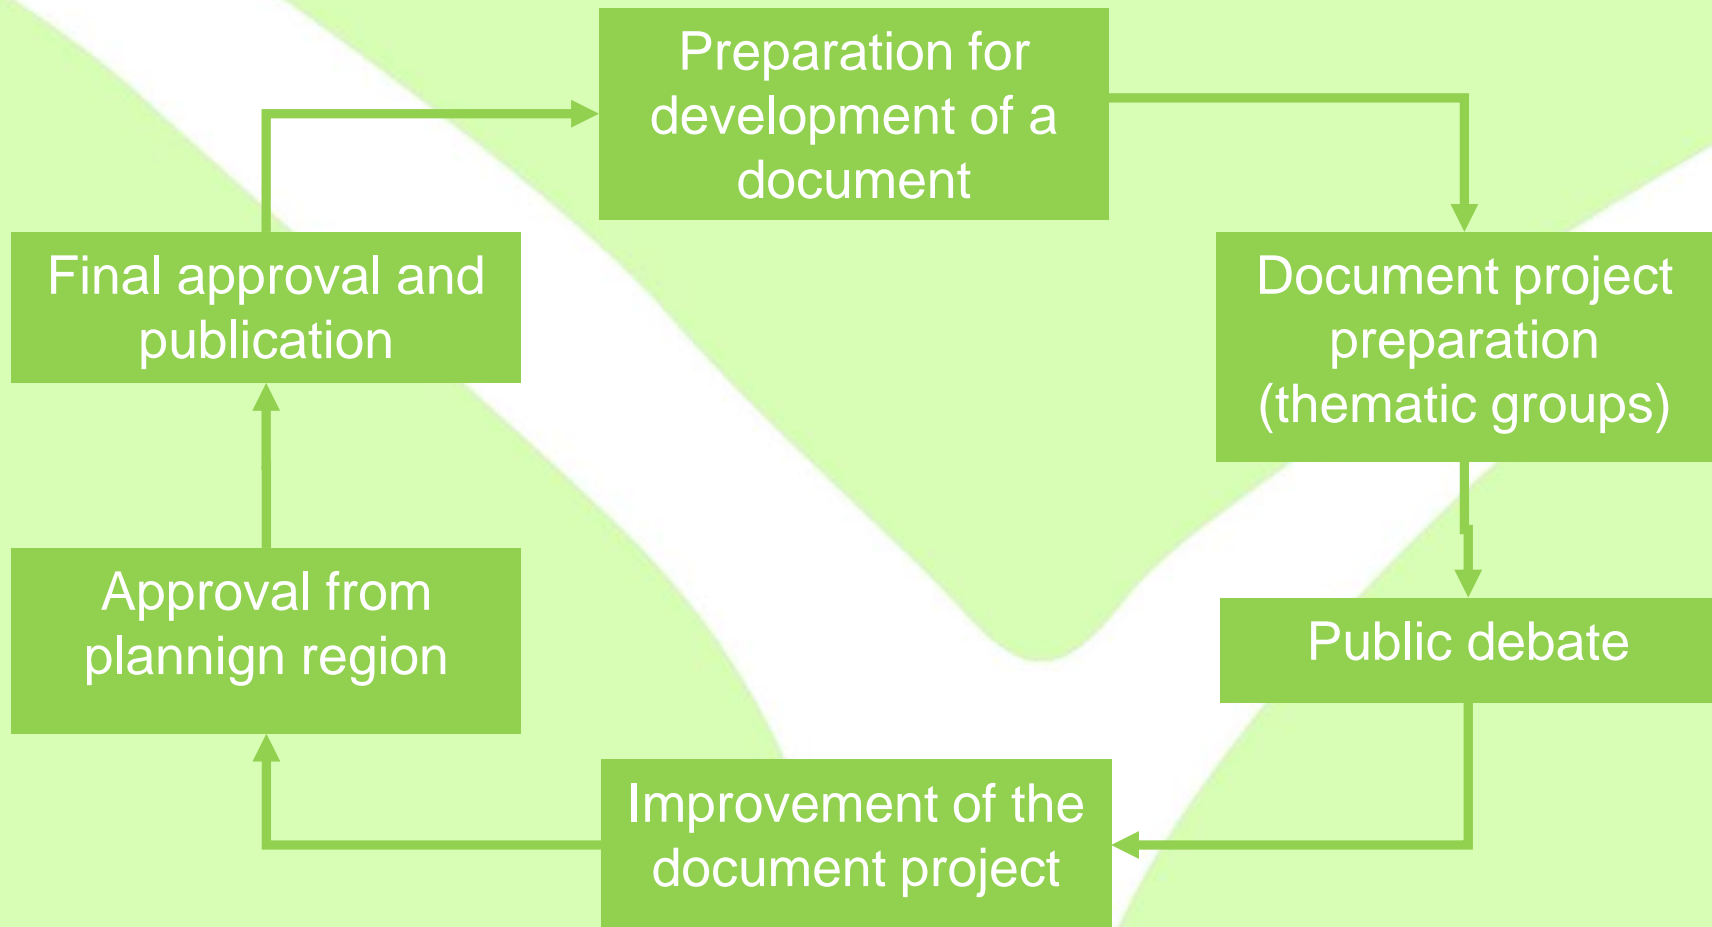 Preparation for
development of a
document
Document project
preparation
(thematic groups)
Public debate
Improvement of the
document project
Approval from
plannign region
Final approval and
publication